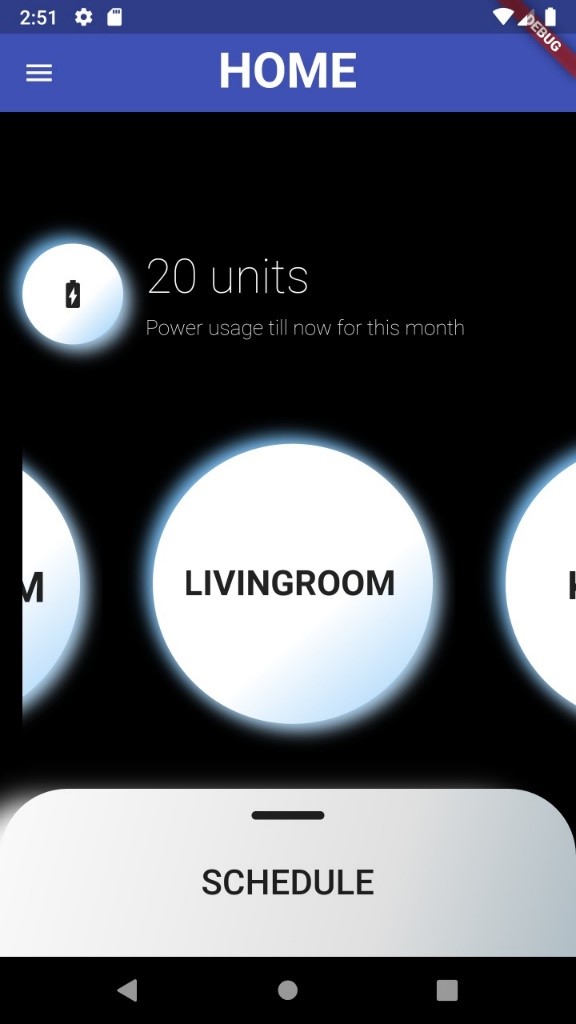 2:51
DEBUG
HOME
20 units
Power usage till now for this month
M
LIVINGROOM
SCHEDULE